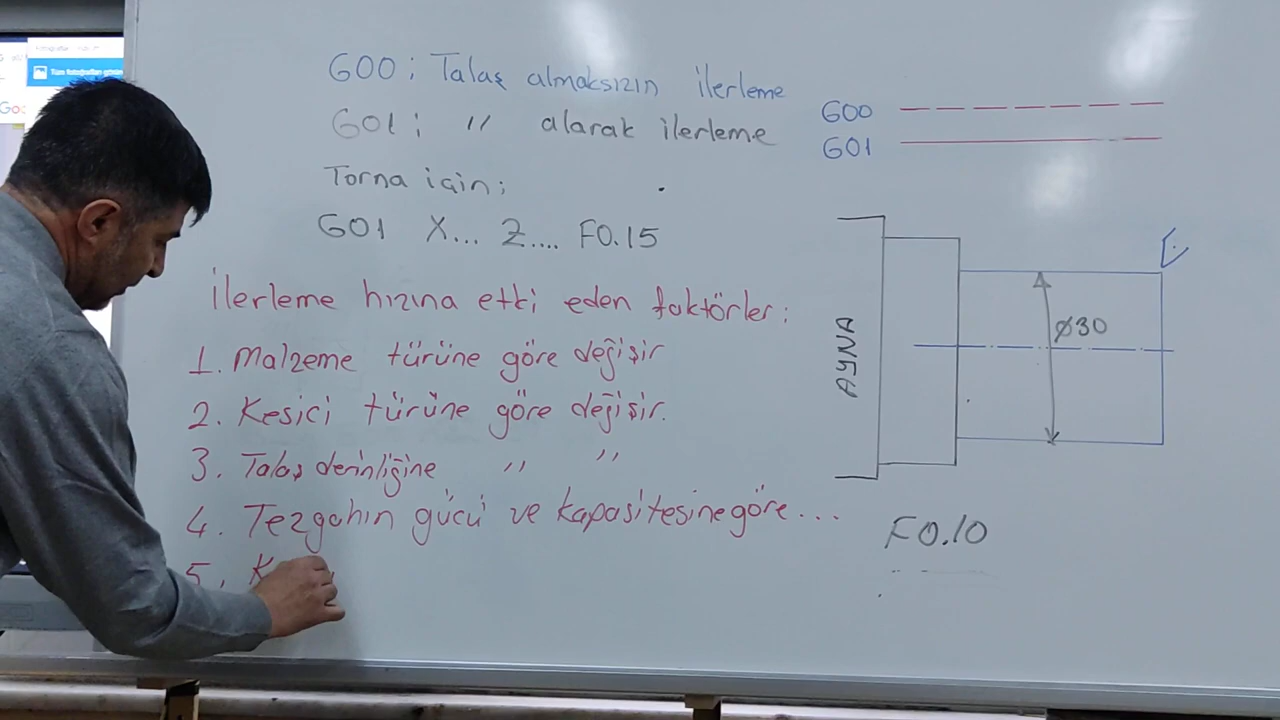 G00 ; Talaş almaksızın ilerleme
G01 ; " alarak ilerleme
Torna için ;
G01 X... Z.... F0.15
İlerleme hızına etki eden faktörler :
1. Malzeme türüne göre değişir
2. Kesici türüne göre değişir.
3. Talaş derinliğine " "
4. Tezgahın gücü ve kapasitesine göre...
5. K
G00
G01
AYNA
Ø30
F0.10